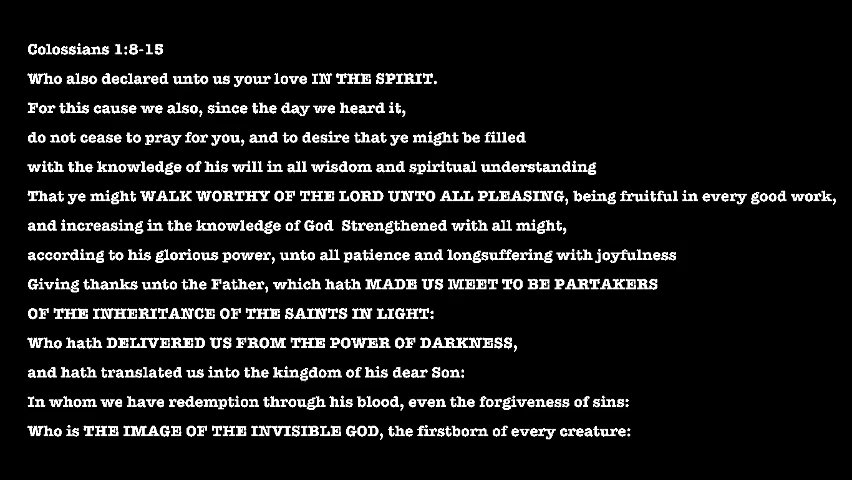 Colossians 1:8-15
Who also declared unto us your love IN THE SPIRIT.
For this cause we also, since the day we heard it,
do not cease to pray for you, and to desire that ye might be filled
with the knowledge of his will in all wisdom and spiritual understanding
That ye might WALK WORTHY OF THE LORD UNTO ALL PLEASING, being fruitful in every good work,
and increasing in the knowledge of God  Strengthened with all might,
according to his glorious power, unto all patience and longsuffering with joyfulness
Giving thanks unto the Father, which hath MADE US MEET TO BE PARTAKERS
OF THE INHERITANCE OF THE SAINTS IN LIGHT:
Who hath DELIVERED US FROM THE POWER OF DARKNESS,
and hath translated us into the kingdom of his dear Son:
In whom we have redemption through his blood, even the forgiveness of sins:
Who is THE IMAGE OF THE INVISIBLE GOD, the firstborn of every creature: